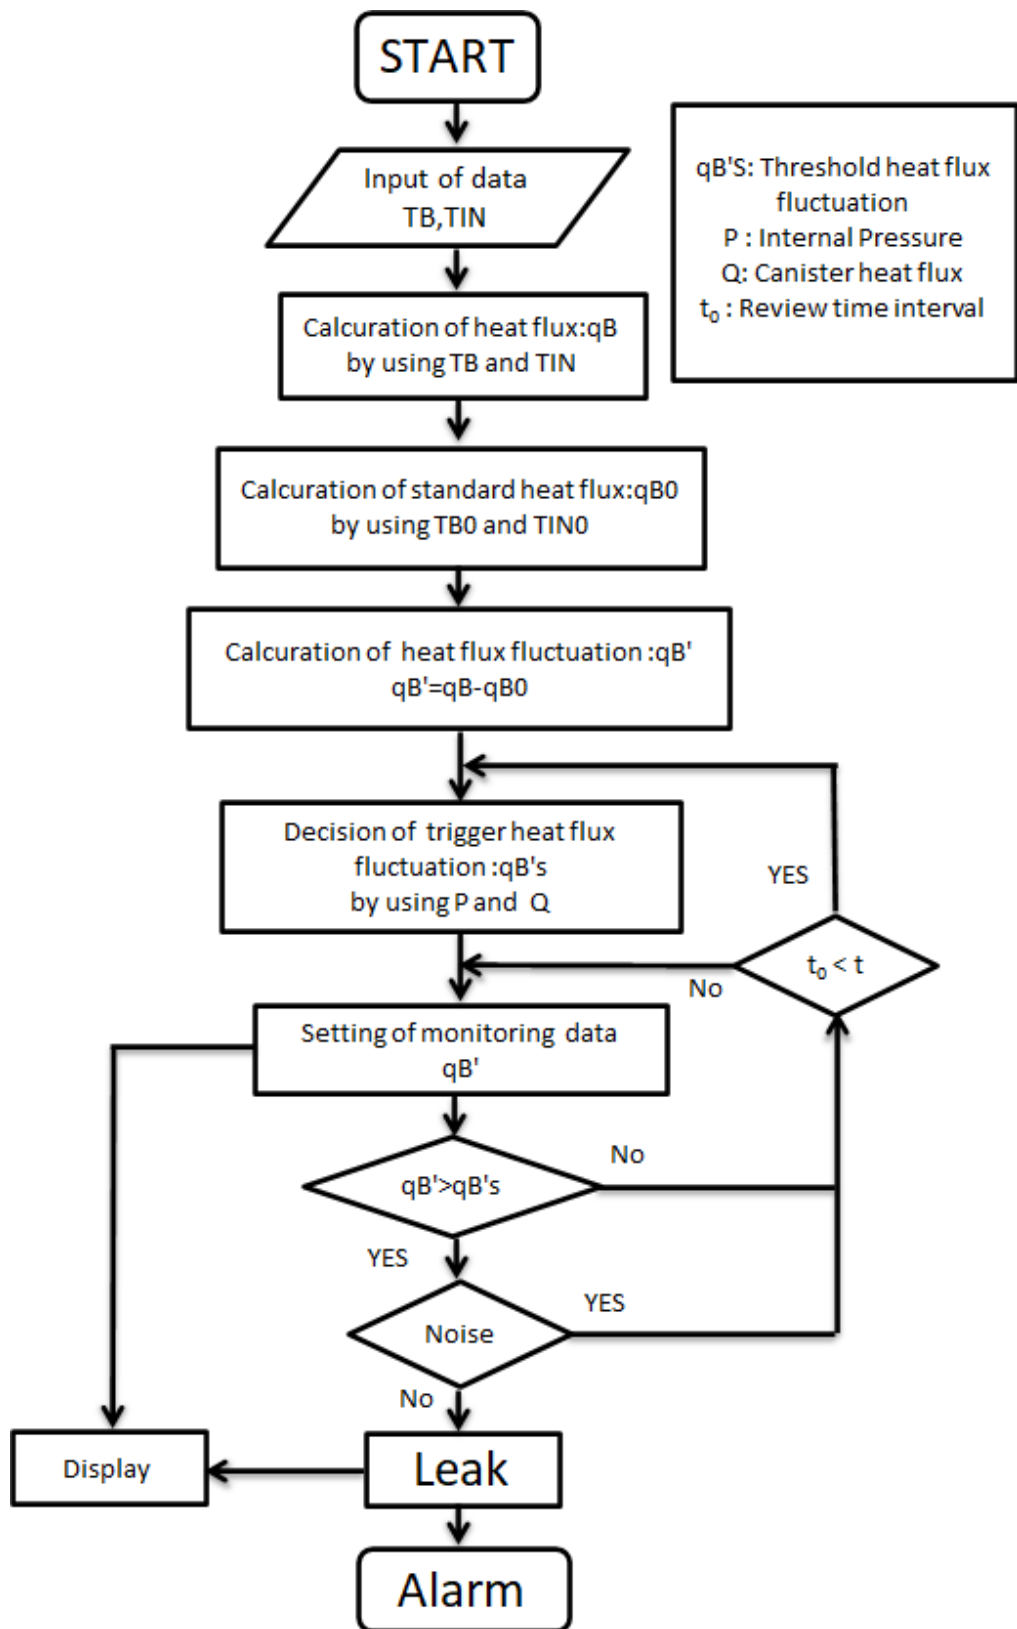 START
Input of data
TB,TIN
qB'S: Threshold heat flux
fluctuation
P : Internal Pressure
Q: Canister heat flux
t₀ : Review time interval
Calcuration of heat flux:qB
by using TB and TIN
Calcuration of standard heat flux:qB0
by using TB0 and TIN0
Calcuration of heat flux fluctuation :qB'
qB'=qB-qB0
Decision of trigger heat flux
fluctuation :qB's
by using P and Q
YES
t₀ < t
No
Setting of monitoring data
qB'
qB'>qB's
No
YES
Noise
YES
No
Display
Leak
Alarm